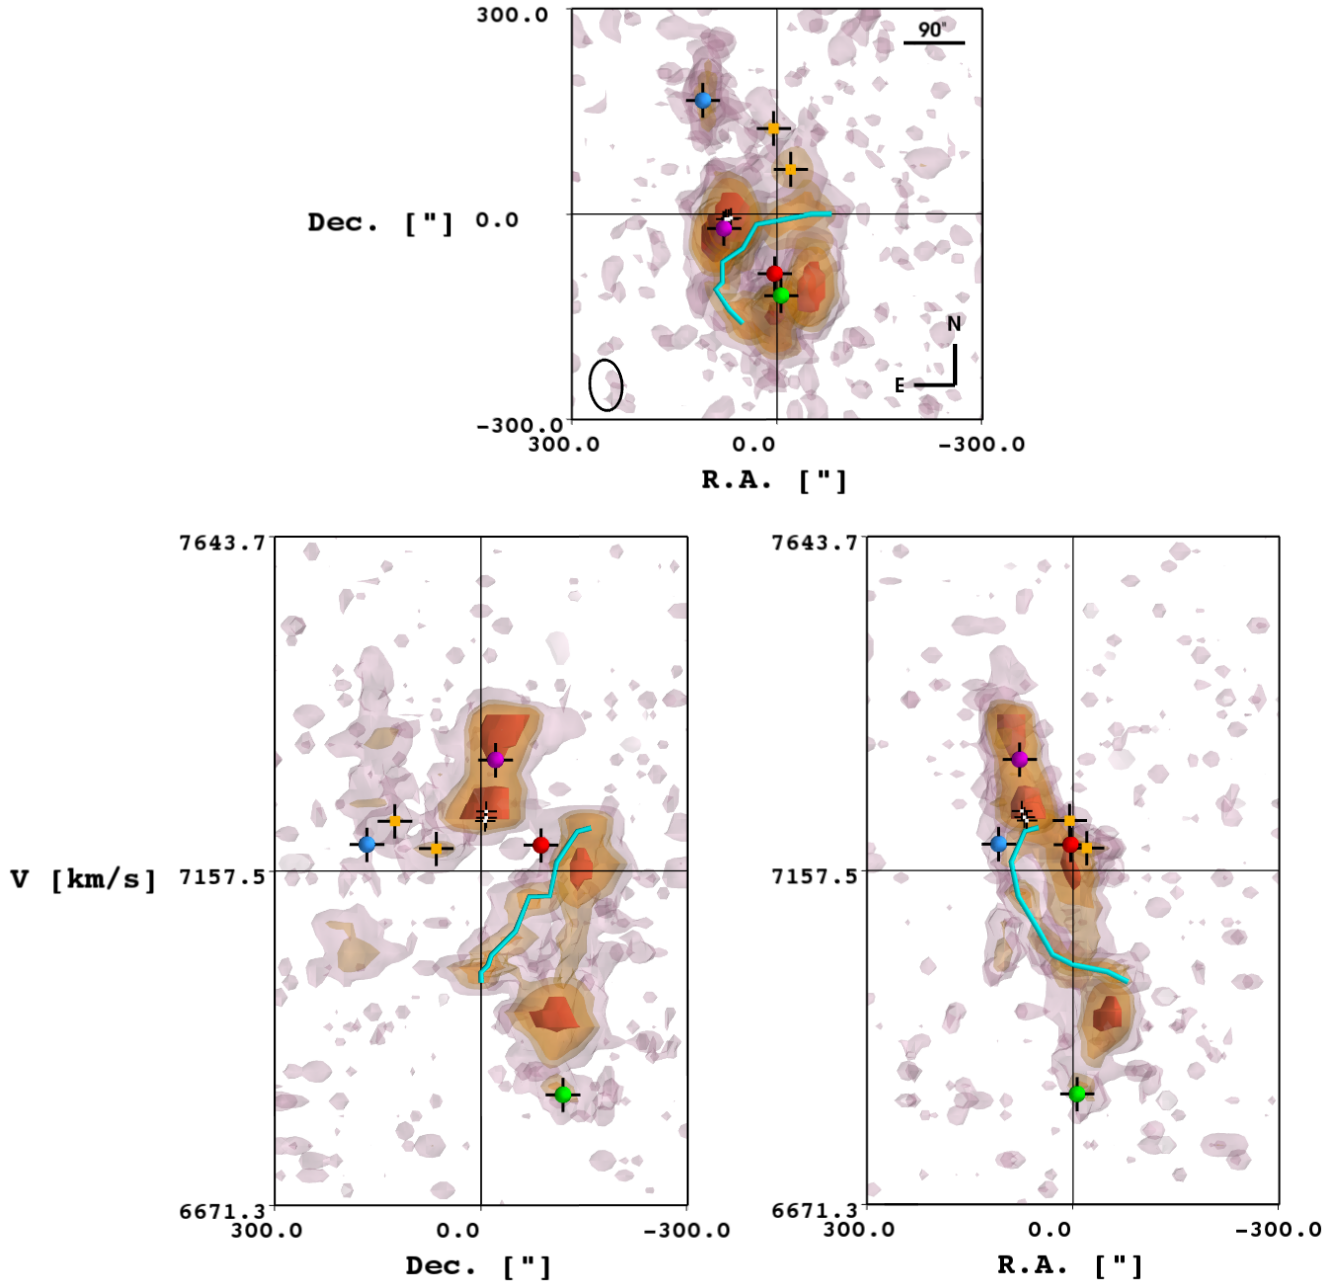 300.0
90"
Dec. ["] 0.0
N
E
-300.0
300.0 0.0 -300.0
R.A. ["]
7643.7 7643.7
V [km/s] 7157.5 7157.5
6671.3 6671.3
300.0 0.0 -300.0 300.0 0.0 -300.0
Dec. ["] R.A. ["]